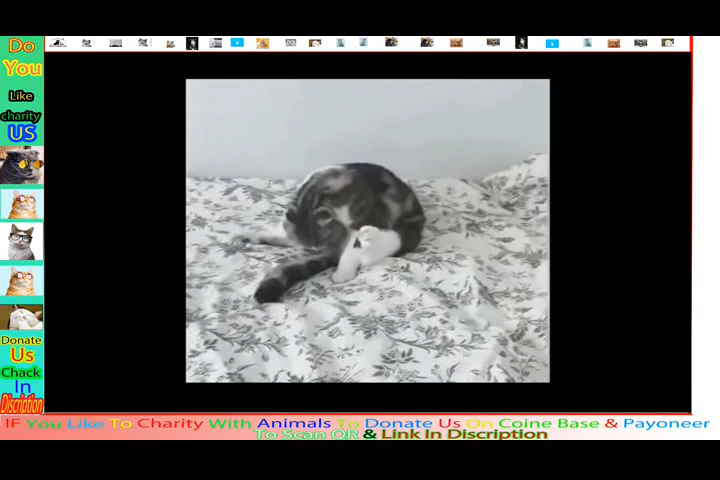 Do
You
Like
charity
US
Donate
Us
Chack
In
Discription
IF You Like To Charity With Animals To Donate Us On Coine Base & Payoneer
To Scan QR & Link In Discription